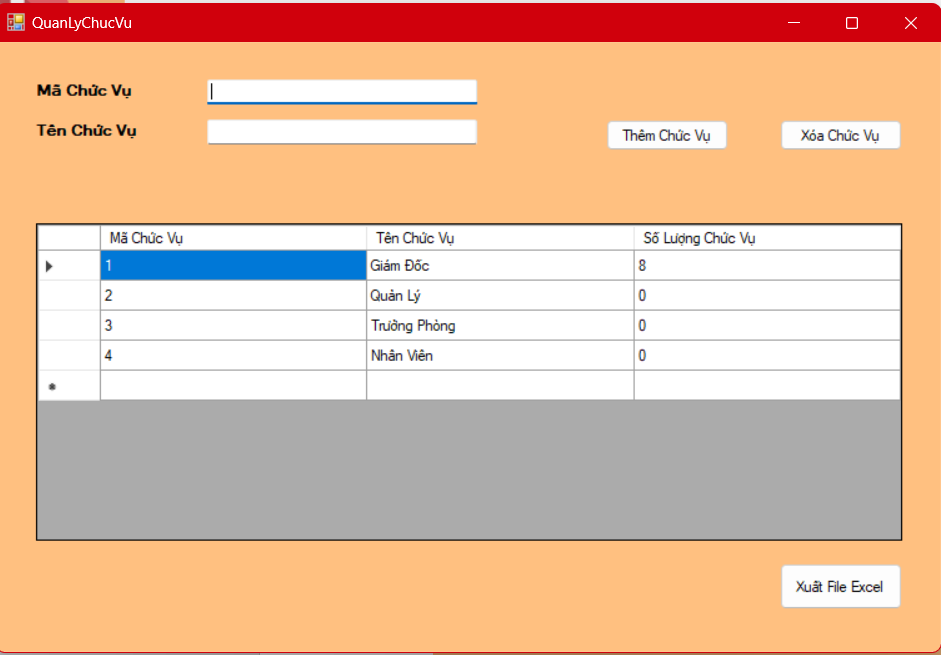 QuanLyChucVu
Mã Chức Vụ
Tên Chức Vụ
Thêm Chức Vụ Xóa Chức Vụ
Mã Chức Vụ Tên Chức Vụ Số Lượng Chức Vụ
1 Giám Đốc 8
2 Quản Lý 0
3 Trưởng Phòng 0
4 Nhân Viên 0
Xuất File Excel